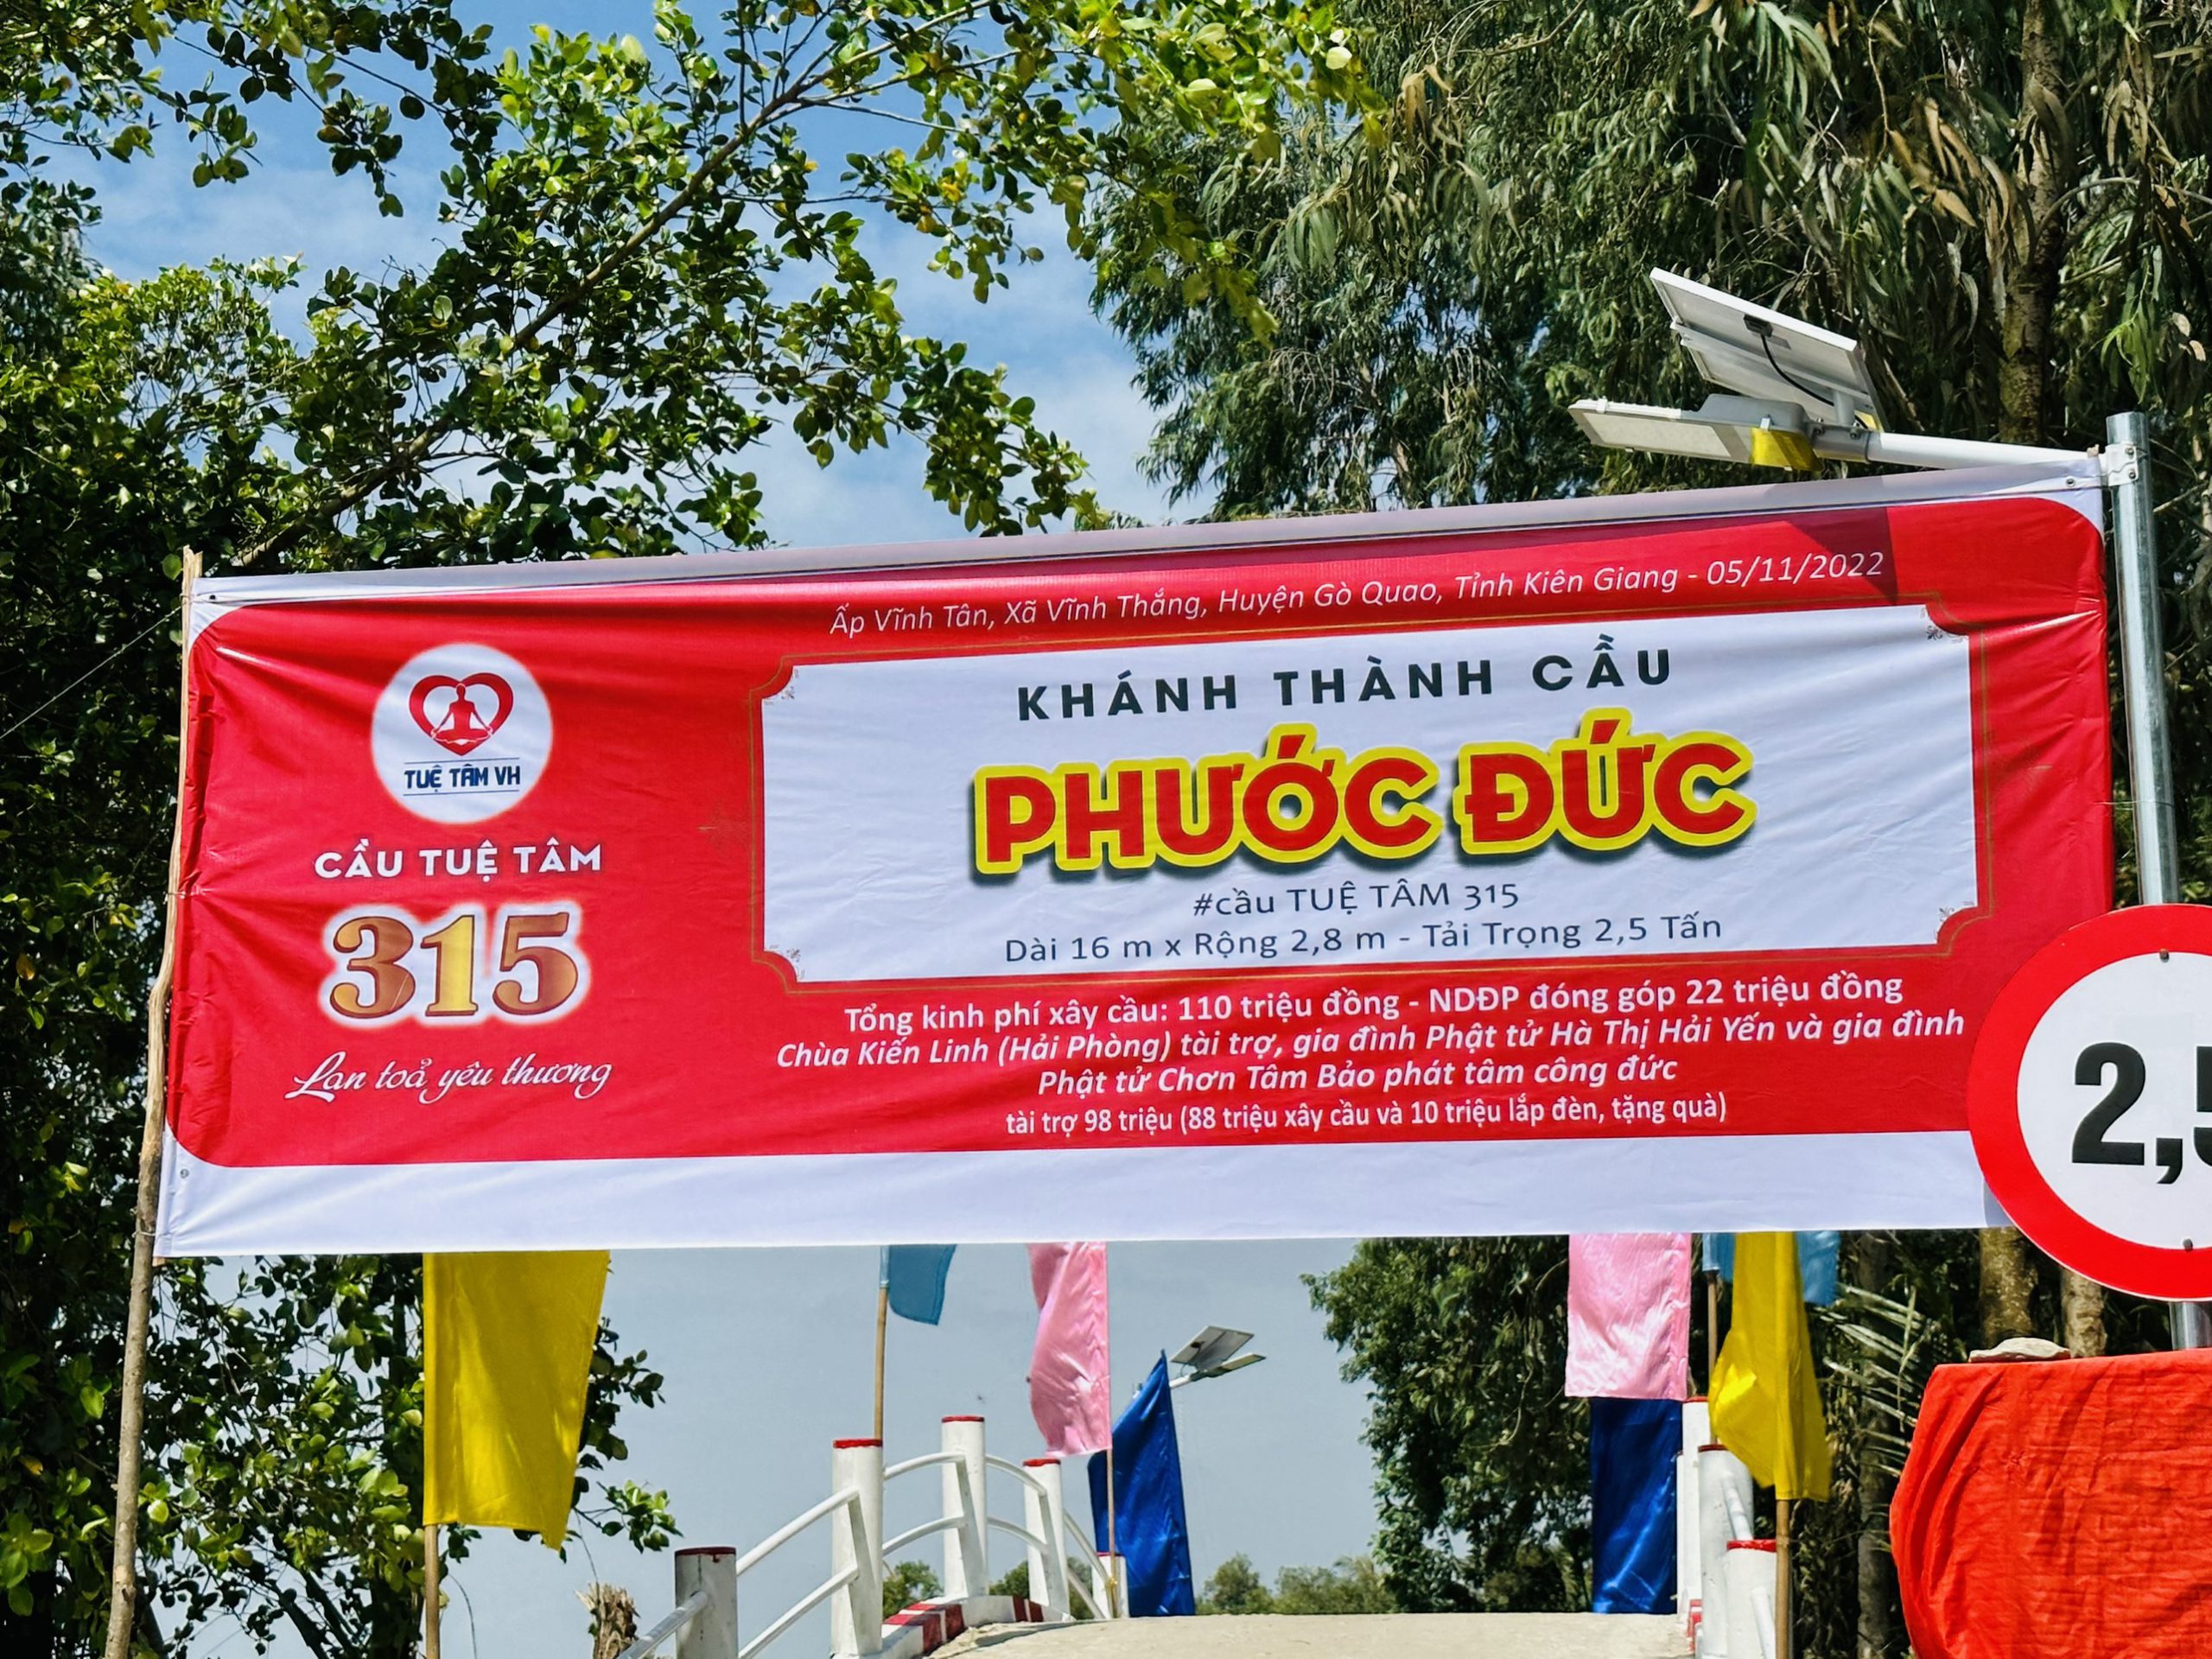 Ấp Vĩnh Tân, Xã Vĩnh Thắng, Huyện Gò Quao, Tỉnh Kiên Giang - 05/11/2022
TUỆ TÂM VH
CẦU TUỆ TÂM
315
Lan toả yêu thương
KHÁNH THÀNH CẦU
PHƯỚC ĐỨC
#cầu TUỆ TÂM 315
Dài 16 m x Rộng 2,8 m - Tải Trọng 2,5 Tấn
Tổng kinh phí xây cầu: 110 triệu đồng - NDĐP đóng góp 22 triệu đồng
Chùa Kiến Linh (Hải Phòng) tài trợ, gia đình Phật tử Hà Thị Hải Yến và gia đình
Phật tử Chơn Tâm Bảo phát tâm công đức
tài trợ 98 triệu (88 triệu xây cầu và 10 triệu lắp đèn, tặng quà)
2,5